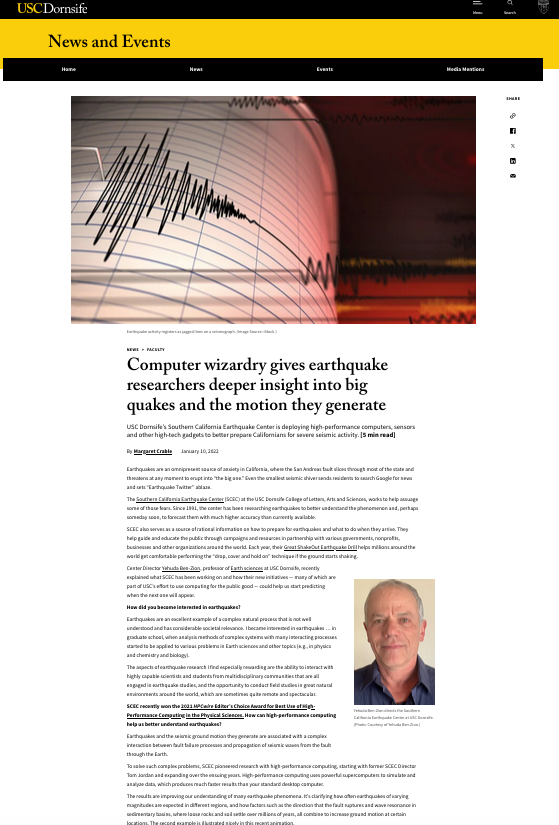 USCDornsife
Menu
Search
News and Events
Home
News
Events
Media Mentions
SHARE
Earthquake activity registers as jagged lines on a seismograph. (Image Source: iStock.)
NEWS • FACULTY
Computer wizardry gives earthquake
researchers deeper insight into big
quakes and the motion they generate
USC Dornsife's Southern California Earthquake Center is deploying high-performance computers, sensors
and other high-tech gadgets to better prepare Californians for severe seismic activity. [5 min read]
By Margaret Crable January 10, 2022
Earthquakes are an omnipresent source of anxiety in California, where the San Andreas fault slices through most of the state and
threatens at any moment to erupt into "the big one." Even the smallest seismic shiver sends residents to search Google for news
and sets "Earthquake Twitter" ablaze.
The Southern California Earthquake Center (SCEC) at the USC Dornsife College of Letters, Arts and Sciences, works to help assuage
some of those fears. Since 1991, the center has been researching earthquakes to better understand the phenomenon and, perhaps
someday soon, to forecast them with much higher accuracy than currently available.
SCEC also serves as a source of rational information on how to prepare for earthquakes and what to do when they arrive. They
help guide and educate the public through campaigns and resources in partnership with various governments, nonprofits,
businesses and other organizations around the world. Each year, their Great ShakeOut Earthquake Drill helps millions around the
world get comfortable performing the "drop, cover and hold on" technique if the ground starts shaking.
Center Director Yehuda Ben-Zion, professor of Earth sciences at USC Dornsife, recently
explained what SCEC has been working on and how their new initiatives — many of which are
part of USC's effort to use computing for the public good — could help us start predicting
when the next one will appear.
How did you become interested in earthquakes?
Earthquakes are an excellent example of a complex natural process that is not well
understood and has considerable societal relevance. I became interested in earthquakes … in
graduate school, when analysis methods of complex systems with many interacting processes
started to be applied to various problems in Earth sciences and other topics (e.g., in physics
and chemistry and biology).
The aspects of earthquake research I find especially rewarding are the ability to interact with
highly capable scientists and students from multidisciplinary communities that are all
engaged in earthquake studies, and the opportunity to conduct field studies in great natural
environments around the world, which are sometimes quite remote and spectacular.
Yehuda Ben-Zion directs the Southern
California Earthquake Center at USC Dornsife.
(Photo: Courtesy of Yehuda Ben-Zion.)
SCEC recently won the 2021 HPCwire Editor's Choice Award for Best Use of High-
Performance Computing in the Physical Sciences. How can high-performance computing
help us better understand earthquakes?
Earthquakes and the seismic ground motion they generate are associated with a complex
interaction between fault failure processes and propagation of seismic waves from the fault
through the Earth.
To solve such complex problems, SCEC pioneered research with high-performance computing, starting with former SCEC Director
Tom Jordan and expanding over the ensuing years. High-performance computing uses powerful supercomputers to simulate and
analyze data, which produces much faster results than your standard desktop computer.
The results are improving our understanding of many earthquake phenomena. It's clarifying how often earthquakes of varying
magnitudes are expected in different regions, and how factors such as the direction that the fault ruptures and wave resonance in
sedimentary basins, where loose rocks and soil settle over millions of years, all combine to increase ground motion at certain
locations. The second example is illustrated nicely in this recent animation.